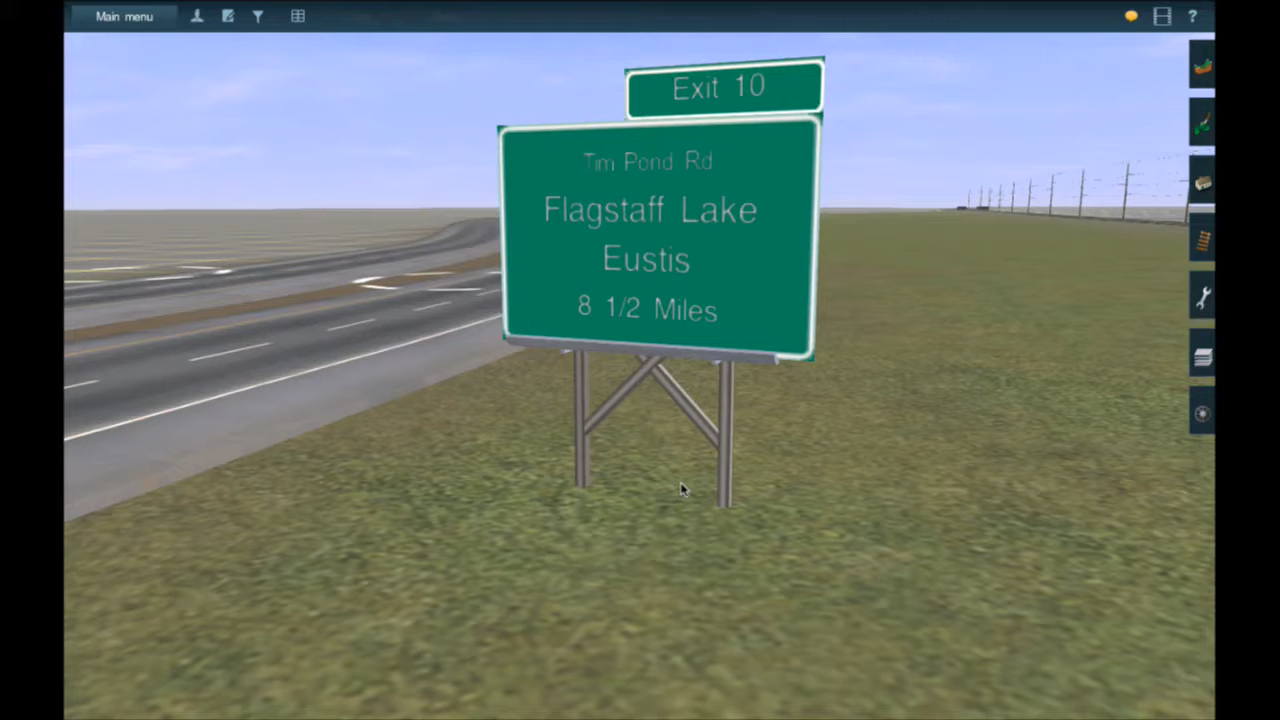 Main menu
?
Exit 10
Tim Pond Rd
Flagstaff Lake
Eustis
8 1/2 Miles